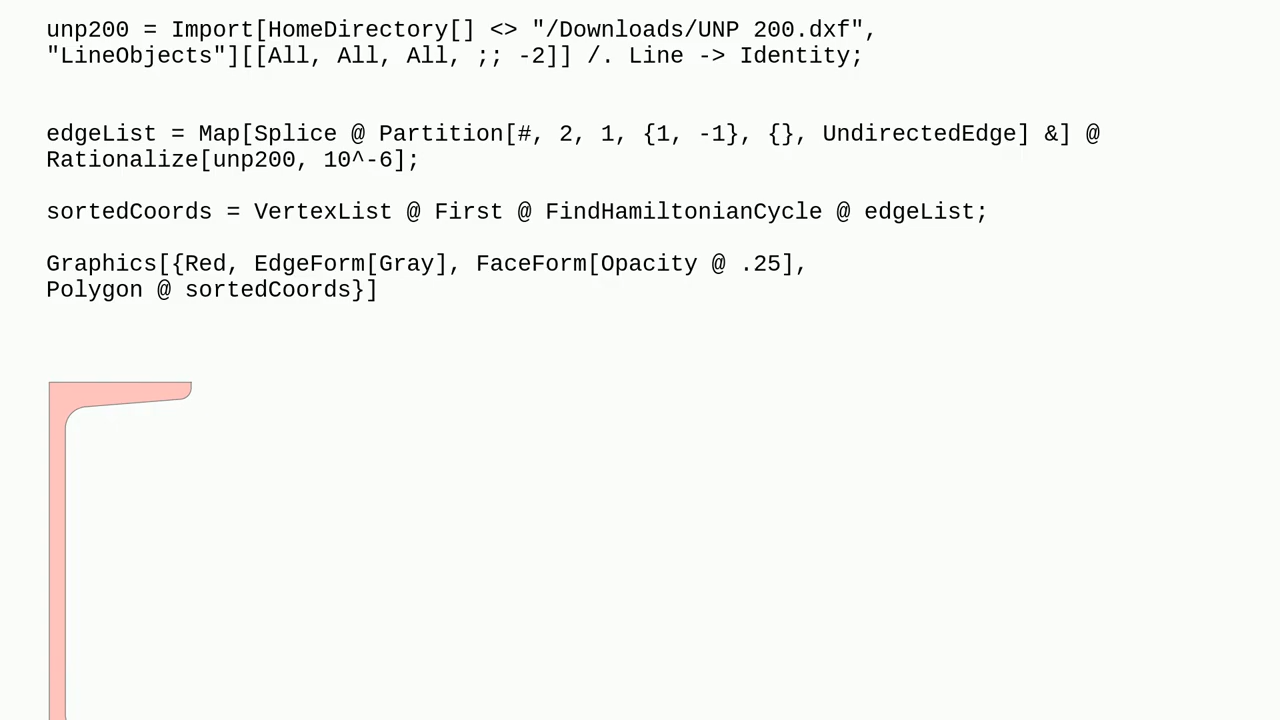 unp200 = Import[HomeDirectory[] <> "/Downloads/UNP 200.dxf",
"LineObjects"][[All, All, All, ;; -2]] /. Line -> Identity;
edgeList = Map[Splice @ Partition[#, 2, 1, {1, -1}, {}, UndirectedEdge] &] @
Rationalize[unp200, 10^-6];
sortedCoords = VertexList @ First @ FindHamiltonianCycle @ edgeList;
Graphics[{Red, EdgeForm[Gray], FaceForm[Opacity @ .25],
Polygon @ sortedCoords}]